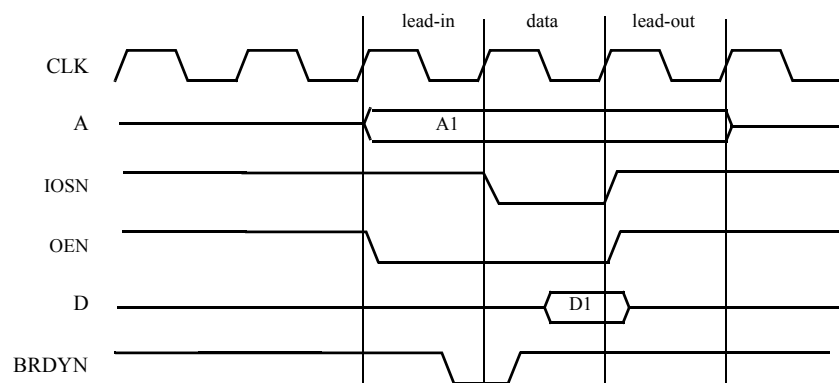 lead-in data lead-out
CLK
A A1
IOSN
OEN
D D1
BRDYN